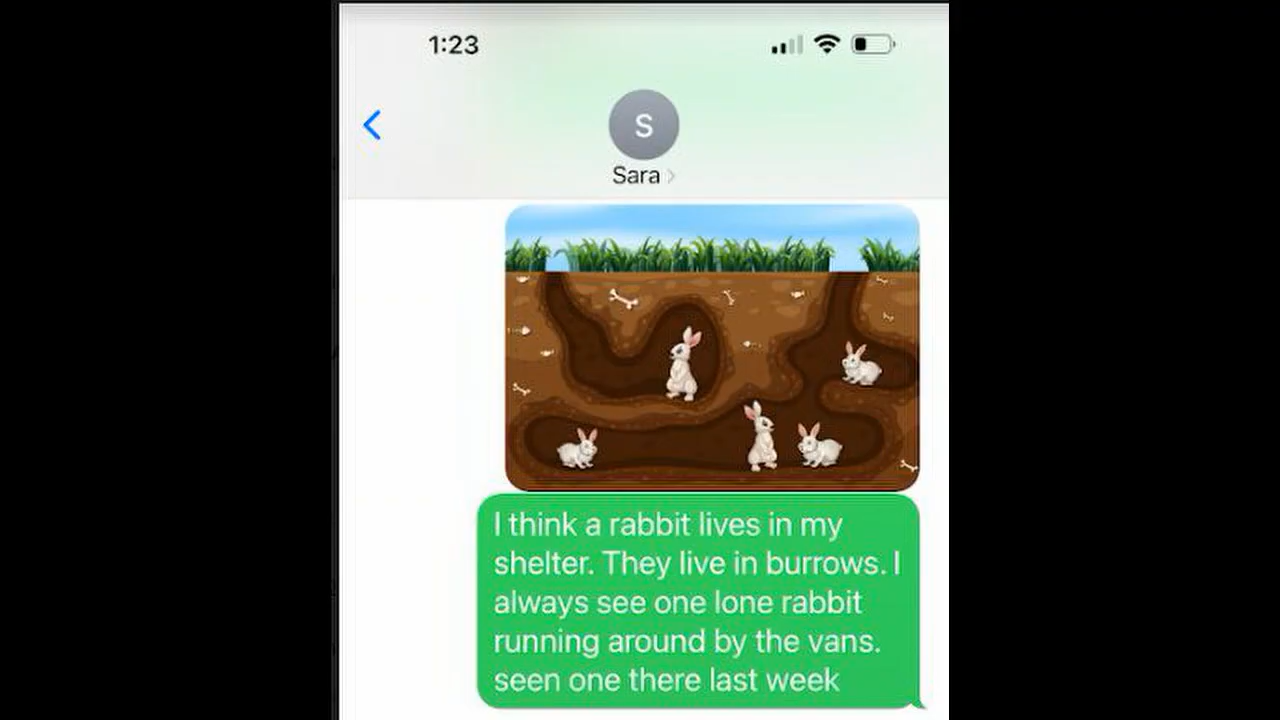 1:23
S
Sara
I think a rabbit lives in my
shelter. They live in burrows. I
always see one lone rabbit
running around by the vans.
seen one there last week